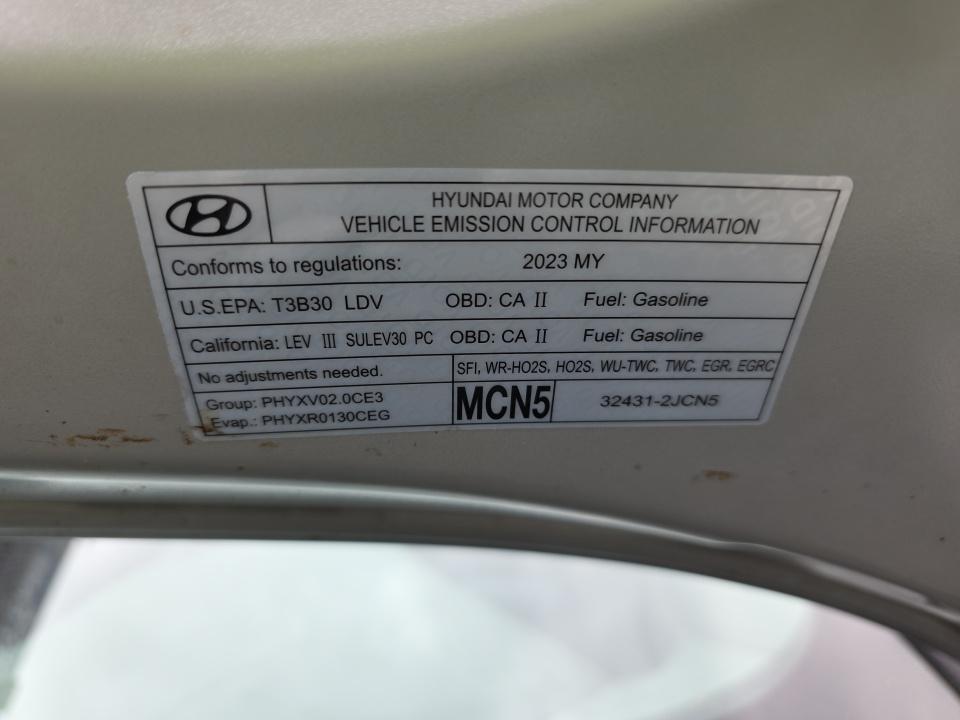 HYUNDAI MOTOR COMPANY
VEHICLE EMISSION CONTROL INFORMATION
Conforms to regulations: 2023 MY
U.S.EPA: T3B30 LDV OBD: CA II Fuel: Gasoline
California: LEV III SULEV30 PC OBD: CA II Fuel: Gasoline
No adjustments needed. SFI, WR-HO2S, HO2S, WU-TWC, TWC, EGR, EGRC
Group: PHYXV02.0CE3
Evap.: PHYXR0130CEG
MCN5 32431-2JCN5